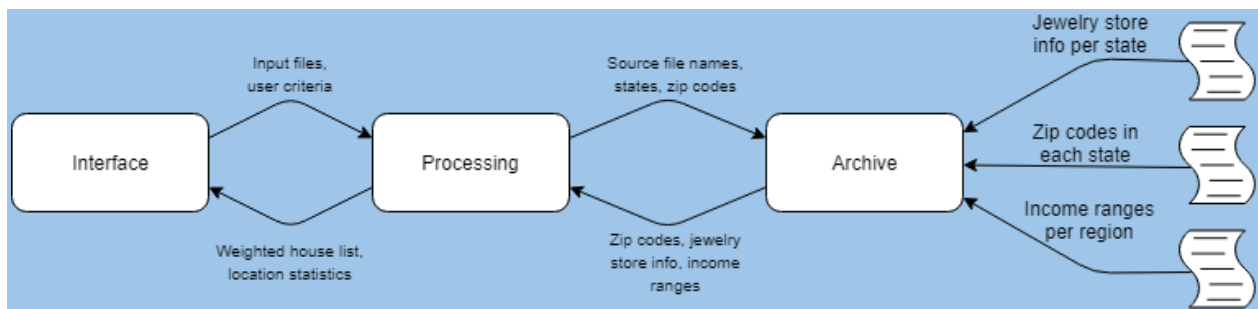 Jewelry store
info per state
Input files,
user criteria
Source file names,
states, zip codes
Interface
Processing
Archive
Zip codes in
each state
Income ranges
per region
Weighted house list,
location statistics
Zip codes, jewelry
store info, income
ranges